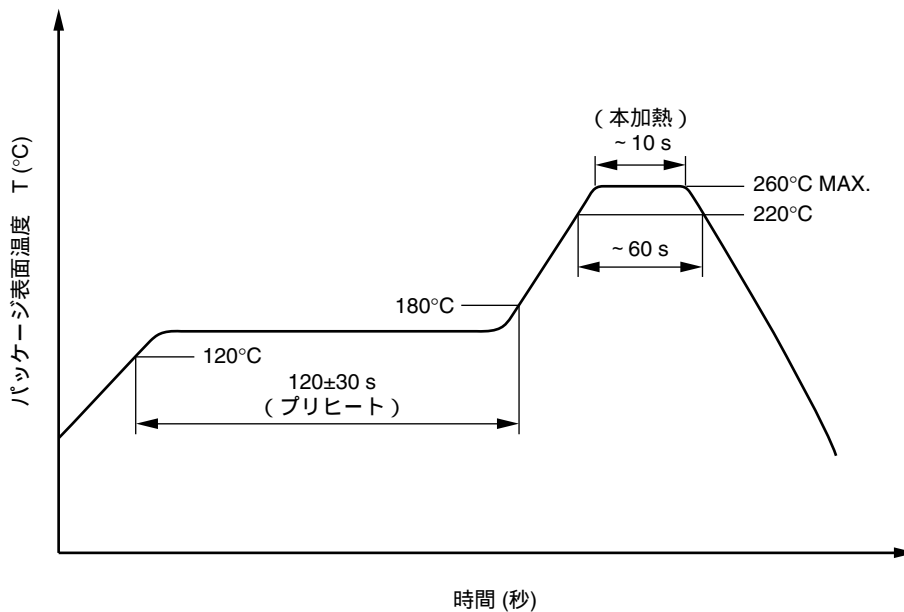 パッケージ表面温度 T (°C)
(本加熱)
~ 10 s
260°C MAX.
220°C
~ 60 s
180°C
120°C
120±30 s
(プリヒート)
時間 (秒)